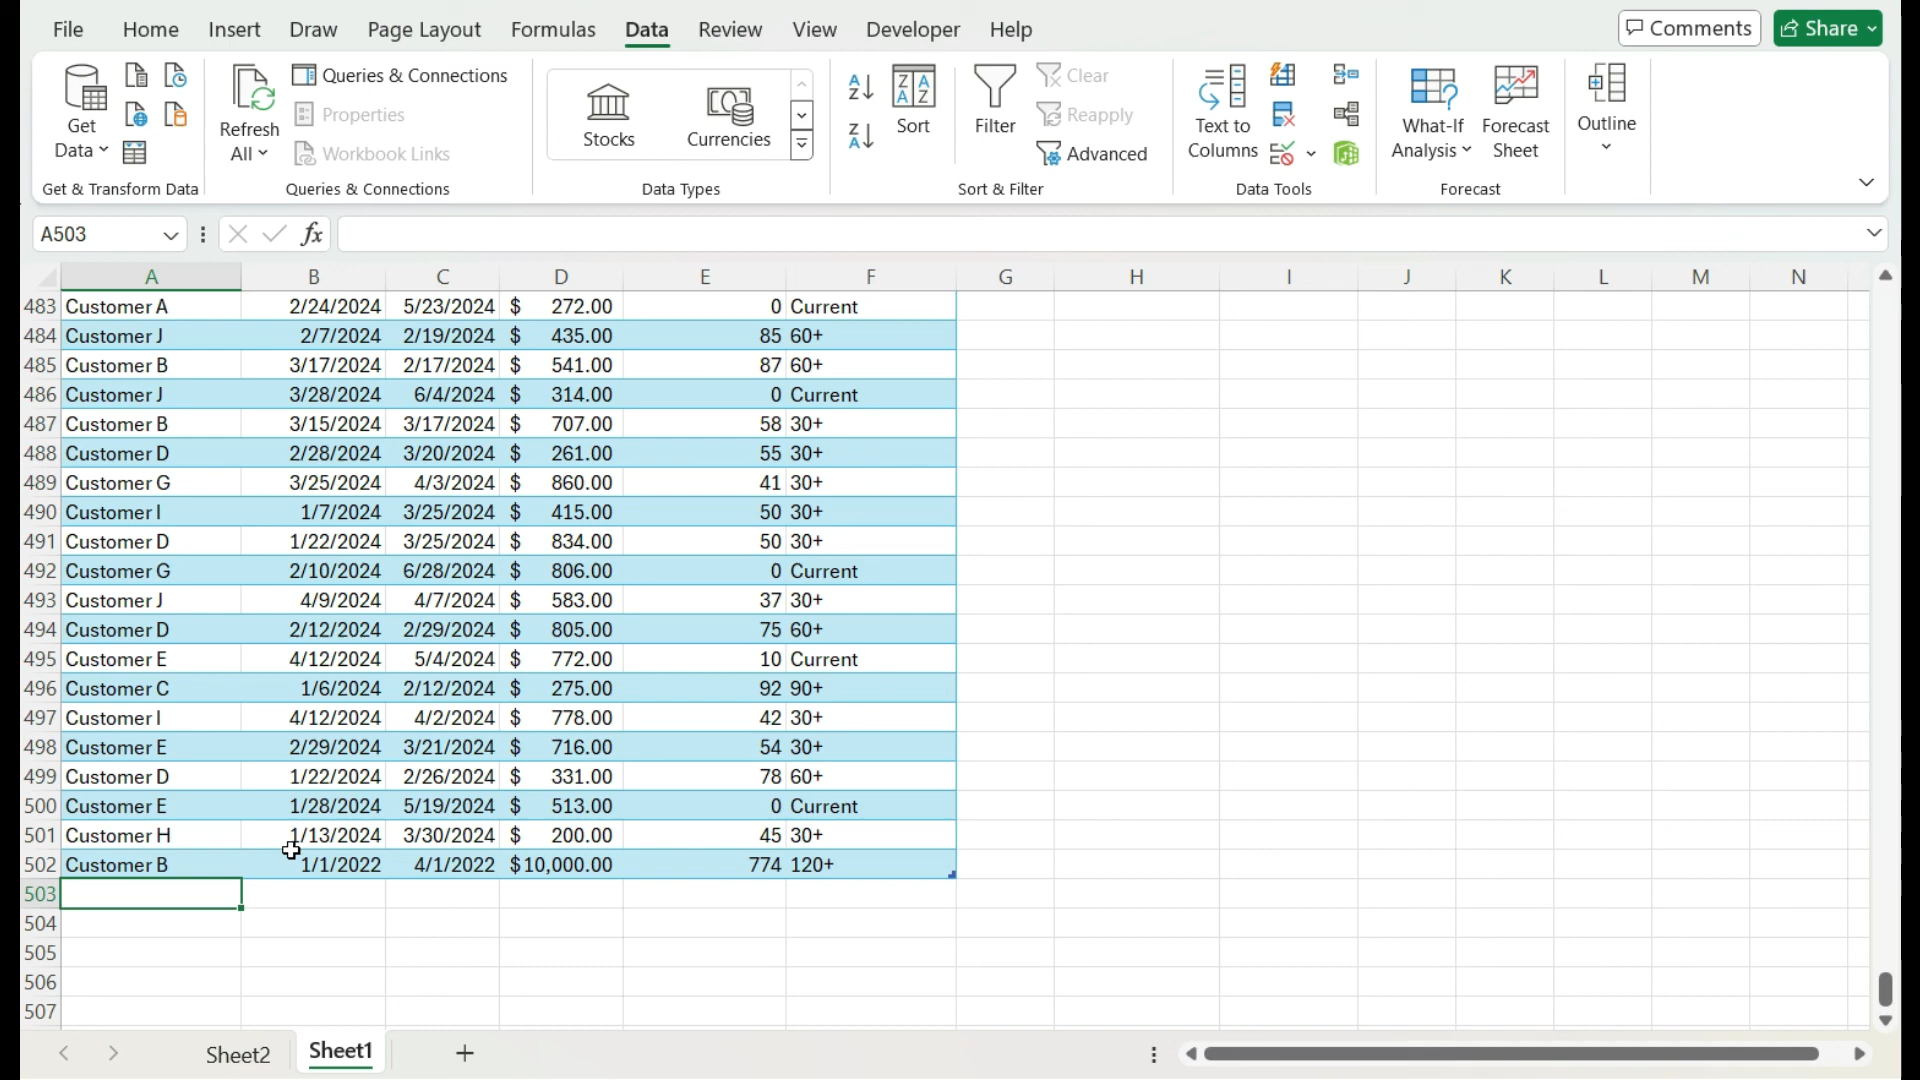 File Home Insert Draw Page Layout Formulas Data Review View Developer Help Comments Share
Get Data
Refresh All
Queries & Connections
Properties
Workbook Links
Stocks
Currencies
Sort
Filter
Clear
Reapply
Advanced
Text to Columns
What-If Analysis
Forecast Sheet
Outline
Get & Transform Data Queries & Connections Data Types Sort & Filter Data Tools Forecast
A503 fx
A B C D E F G H I J K L M N
483 Customer A 2/24/2024 5/23/2024 $ 272.00 0 Current
484 Customer J 2/7/2024 2/19/2024 $ 435.00 85 60+
485 Customer B 3/17/2024 2/17/2024 $ 541.00 87 60+
486 Customer J 3/28/2024 6/4/2024 $ 314.00 0 Current
487 Customer B 3/15/2024 3/17/2024 $ 707.00 58 30+
488 Customer D 2/28/2024 3/20/2024 $ 261.00 55 30+
489 Customer G 3/25/2024 4/3/2024 $ 860.00 41 30+
490 Customer I 1/7/2024 3/25/2024 $ 415.00 50 30+
491 Customer D 1/22/2024 3/25/2024 $ 834.00 50 30+
492 Customer G 2/10/2024 6/28/2024 $ 806.00 0 Current
493 Customer J 4/9/2024 4/7/2024 $ 583.00 37 30+
494 Customer D 2/12/2024 2/29/2024 $ 805.00 75 60+
495 Customer E 4/12/2024 5/4/2024 $ 772.00 10 Current
496 Customer C 1/6/2024 2/12/2024 $ 275.00 92 90+
497 Customer I 4/12/2024 4/2/2024 $ 778.00 42 30+
498 Customer E 2/29/2024 3/21/2024 $ 716.00 54 30+
499 Customer D 1/22/2024 2/26/2024 $ 331.00 78 60+
500 Customer E 1/28/2024 5/19/2024 $ 513.00 0 Current
501 Customer H 1/13/2024 3/30/2024 $ 200.00 45 30+
502 Customer B 1/1/2022 4/1/2022 $10,000.00 774 120+
503
504
505
506
507
Sheet2 Sheet1